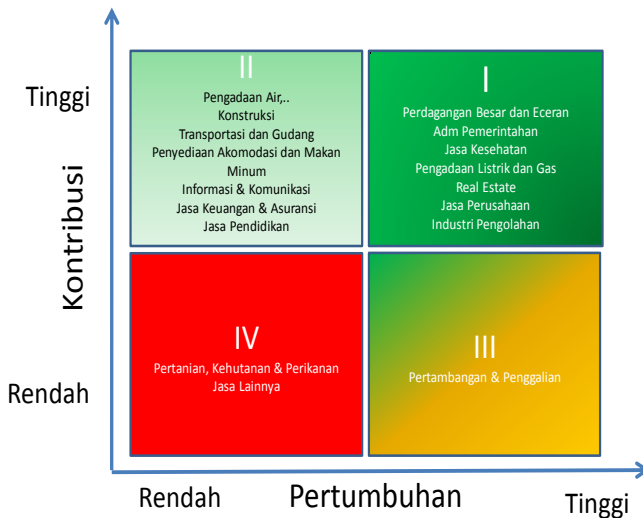 Tinggi
Kontribusi
Rendah
II
Pengadaan Air,..
Konstruksi
Transportasi dan Gudang
Penyediaan Akomodasi dan Makan
Minum
Informasi & Komunikasi
Jasa Keuangan & Asuransi
Jasa Pendidikan
I
Perdagangan Besar dan Eceran
Adm Pemerintahan
Jasa Kesehatan
Pengadaan Listrik dan Gas
Real Estate
Jasa Perusahaan
Industri Pengolahan
IV
Pertanian, Kehutanan & Perikanan
Jasa Lainnya
III
Pertambangan & Penggalian
Rendah
Pertumbuhan
Tinggi